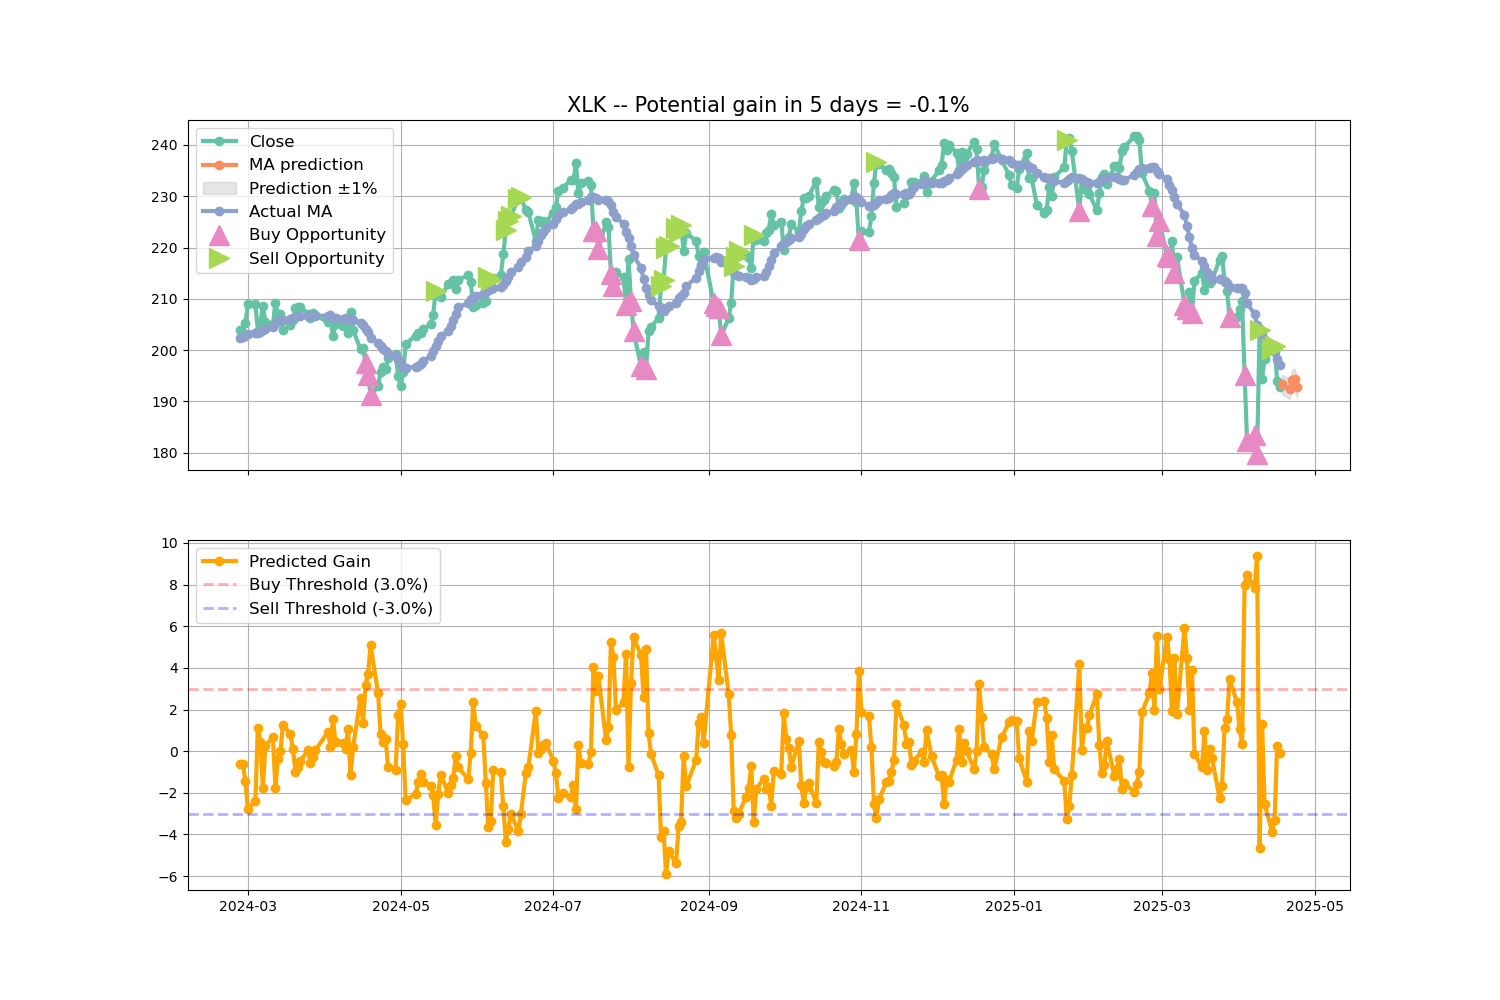 XLK -- Potential gain in 5 days = -0.1%
240
230
220
210
200
190
180
Close
MA prediction
Prediction ±1%
Actual MA
Buy Opportunity
Sell Opportunity
10
8
6
4
2
0
−2
−4
−6
Predicted Gain
Buy Threshold (3.0%)
Sell Threshold (-3.0%)
2024-03
2024-05
2024-07
2024-09
2024-11
2025-01
2025-03
2025-05